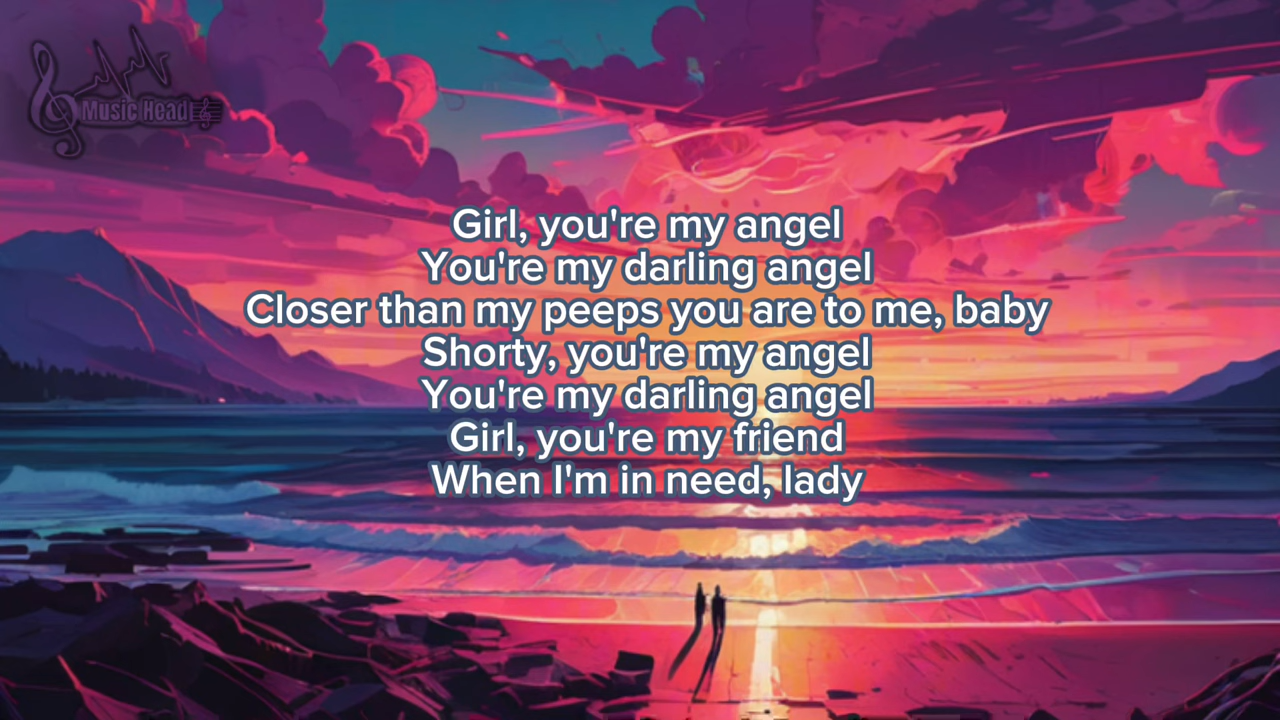 Music Head
Girl, you're my angel
You're my darling angel
Closer than my peeps you are to me, baby
Shorty, you're my angel
You're my darling angel
Girl, you're my friend
When I'm in need, lady